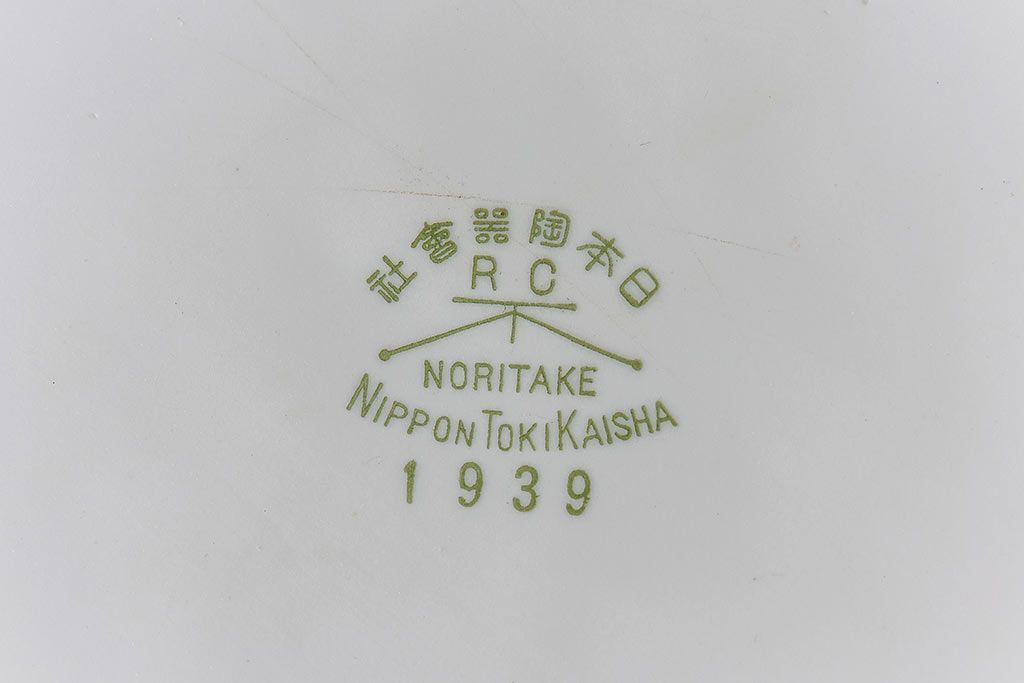 日本陶器會社
RC
NORITAKE
NIPPON TOKI KAISHA
1939